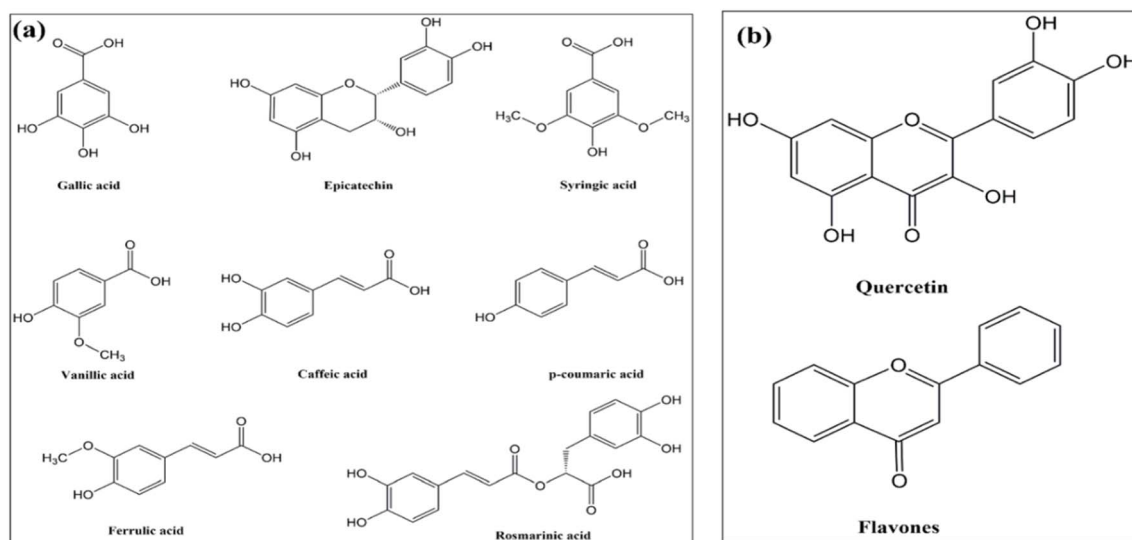 (a)
O
OH
HO
OH
OH
Gallic acid
OH
OH
HO
O
OH
OH
Epicatechin
O
OH
H₃C
O
O
CH₃
OH
Syringic acid
O
OH
HO
O
CH₃
Vanillic acid
HO
O
OH
HO
Caffeic acid
O
OH
HO
p-coumaric acid
O
O
H₃C
OH
HO
Ferrulic acid
OH
OH
HO
O
OH
O
O
HO
Rosmarinic acid
(b)
OH
OH
HO
O
OH
OH
O
Quercetin
O
O
Flavones